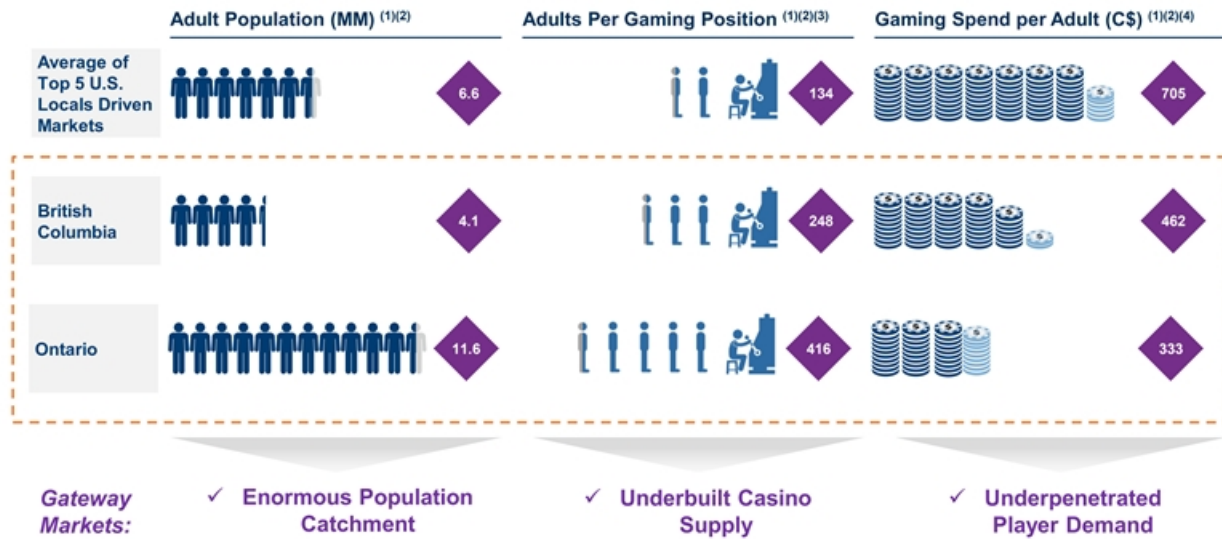 Adult Population (MM) (1)(2)
Adults Per Gaming Position (1)(2)(3)
Gaming Spend per Adult (C$) (1)(2)(4)
Average of
Top 5 U.S.
Locals Driven
Markets
6.6
134
$ $ $ $ $ $ $ $
705
British
Columbia
4.1
248
$ $ $ $ $ $
462
Ontario
11.6
416
$ $ $ $
333
Gateway
Markets:
✓ Enormous Population
Catchment
✓ Underbuilt Casino
Supply
✓ Underpenetrated
Player Demand